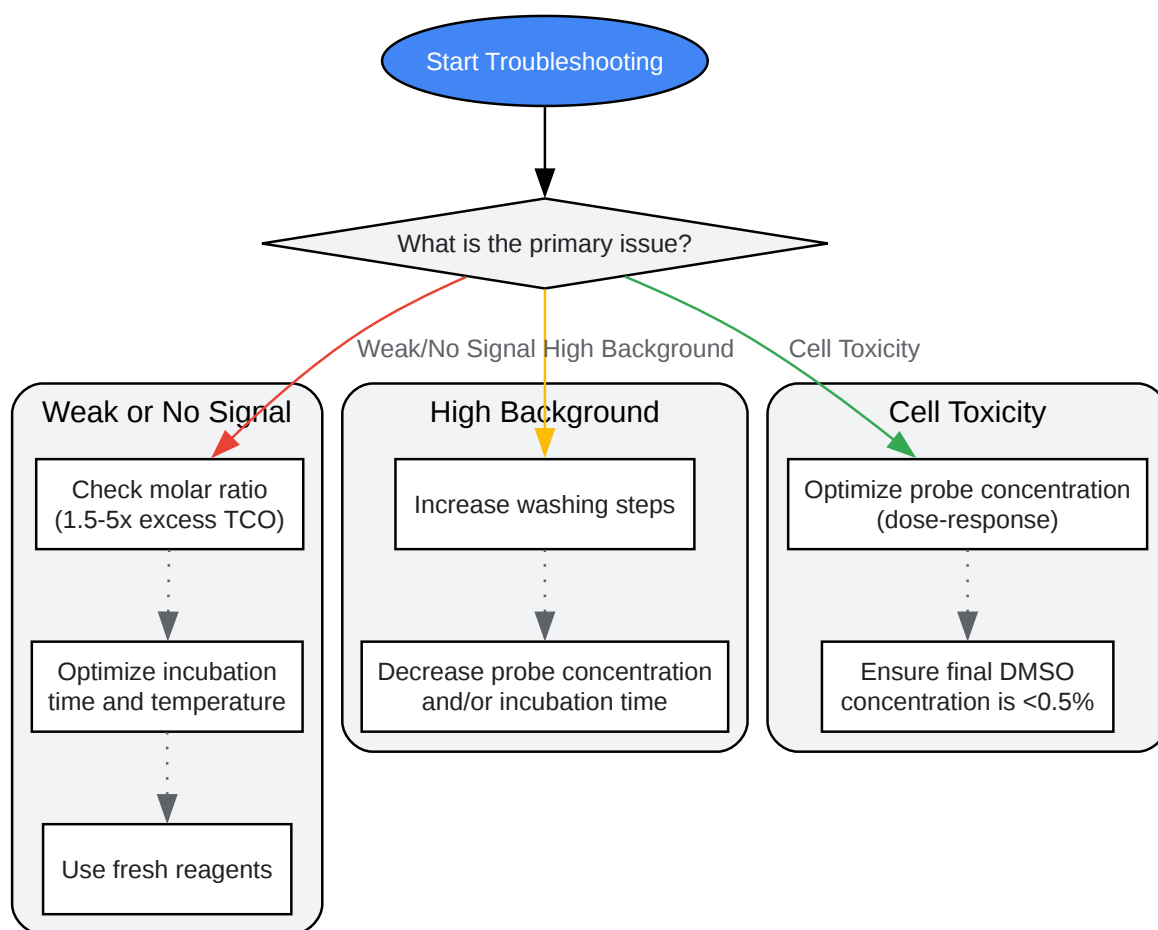 Start Troubleshooting
What is the primary issue?
Weak/No Signal
High Background
Cell Toxicity
Weak or No Signal
Check molar ratio
(1.5-5x excess TCO)
Optimize incubation
time and temperature
Use fresh reagents
High Background
Increase washing steps
Decrease probe concentration
and/or incubation time
Cell Toxicity
Optimize probe concentration
(dose-response)
Ensure final DMSO
concentration is <0.5%